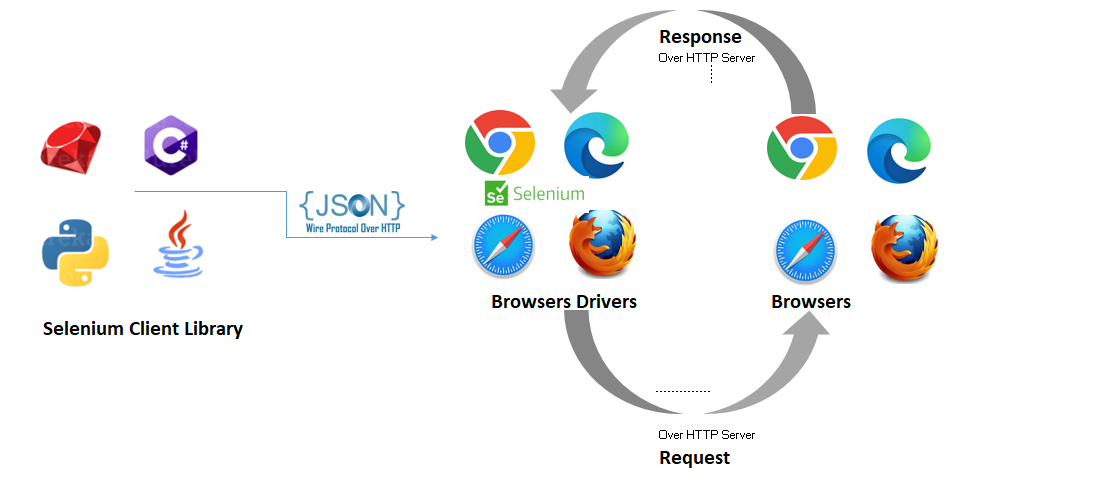 Response
Over HTTP Server
C#
{JSON}
Wire Protocol Over HTTP
Se Selenium
Browsers Drivers
Browsers
Selenium Client Library
Over HTTP Server
Request